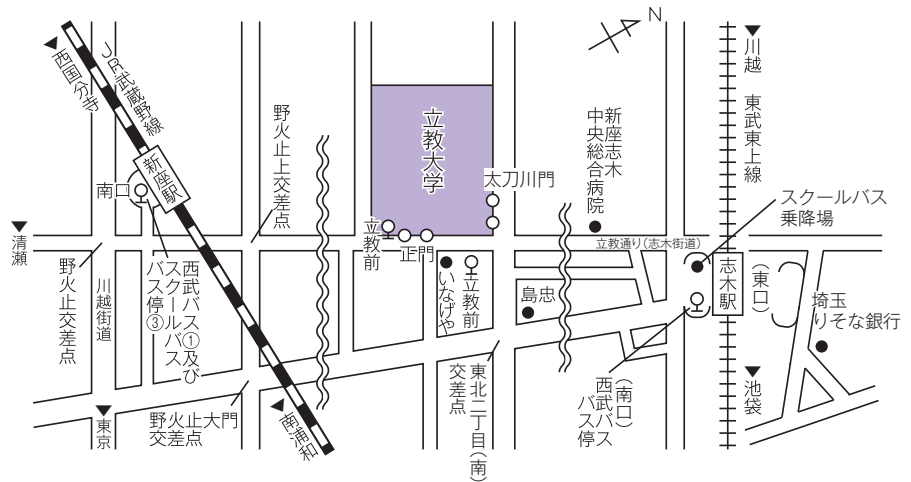 N
川越
東武東上線
西国分寺
JR武蔵野線
新座駅
南口
野火止上交差点
立教大学
太刀川門
新座志木
中央総合病院
スクールバス
乗降場
清瀬
立教前
正門
立教通り(志木街道)
野火止交差点
川越街道
西武バス①及び
スクールバス
バス停③
いなげや
立教前
島忠
志木駅
(東口)
埼玉
りそな銀行
東京
野火止大門
交差点
南浦和
東北二丁目(南)
交差点
(南口)
西武バス
バス停
池袋